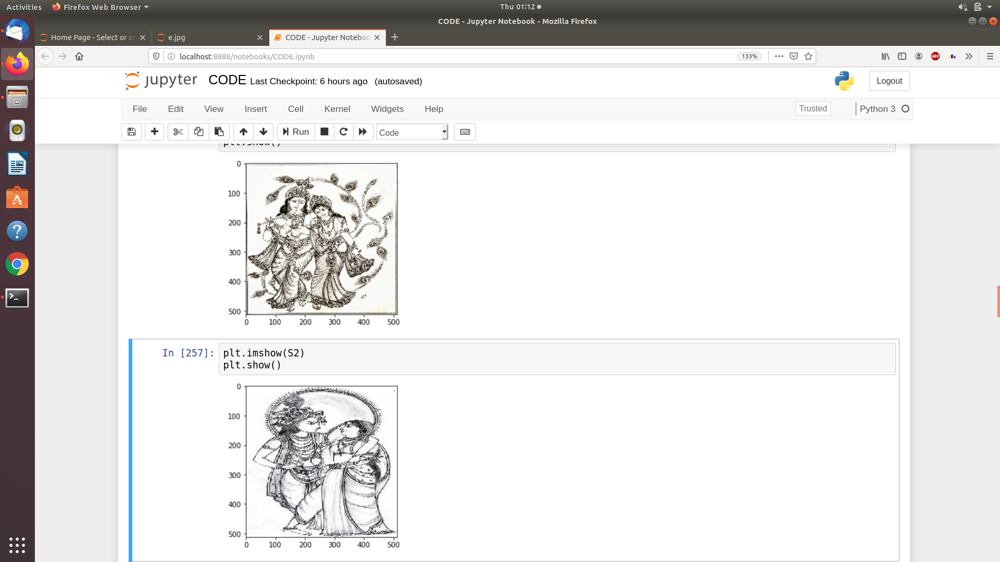 Activities
Firefox Web Browser
Thu 01:12
CODE - Jupyter Notebook - Mozilla Firefox
Home Page - Select or cr
e.jpg
CODE - Jupyter Noteboo
localhost:8888/notebooks/CODE.ipynb
133%
ABP
jupyter CODE Last Checkpoint: 6 hours ago (autosaved)
Logout
File Edit View Insert Cell Kernel Widgets Help
Trusted
Python 3
Run
Code
plt.show()
0
100
200
300
400
500
0 100 200 300 400 500
In [257]:
plt.imshow(S2)
plt.show()
0
100
200
300
400
500
0 100 200 300 400 500